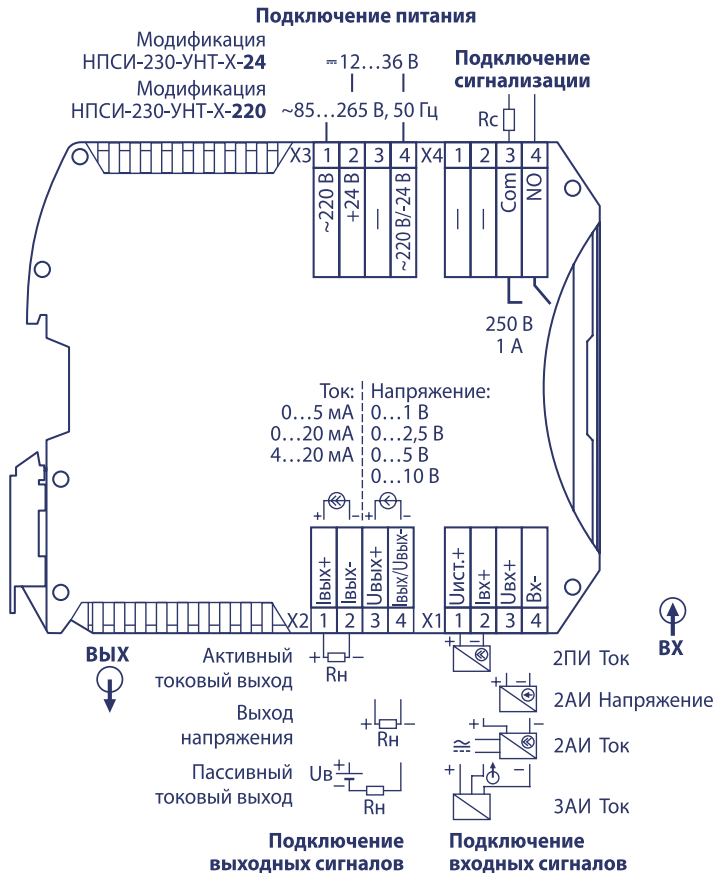 Подключение питания
Модификация
НПСИ-230-УНТ-Х-24
⎓12...36 В
Модификация
НПСИ-230-УНТ-Х-220
~85...265 В, 50 Гц
Подключение
сигнализации
Rc
X3 1 2 3 4 X4 1 2 3 4
~220 В
+24 В
—
~220 В/-24 В
—
—
Com
NO
250 В
1 А
Ток: Напряжение:
0...5 мА 0...1 В
0...20 мА 0...2,5 В
4...20 мА 0...5 В
0...10 В
+ − + −
Iвых+
Iвых-
Uвых+
Iвых/Uвых-
Uист.+
Iвх+
Uвх+
Вх-
X2 1 2 3 4 X1 1 2 3 4
ВЫХ
ВХ
Активный
токовый выход
+ −
Rн
Выход
напряжения
+ −
Rн
Пассивный
токовый выход
Uв + −
Rн
+ −
2ПИ Ток
+ −
2АИ Напряжение
+ −
≅
2АИ Ток
+ −
3АИ Ток
Подключение
выходных сигналов
Подключение
входных сигналов